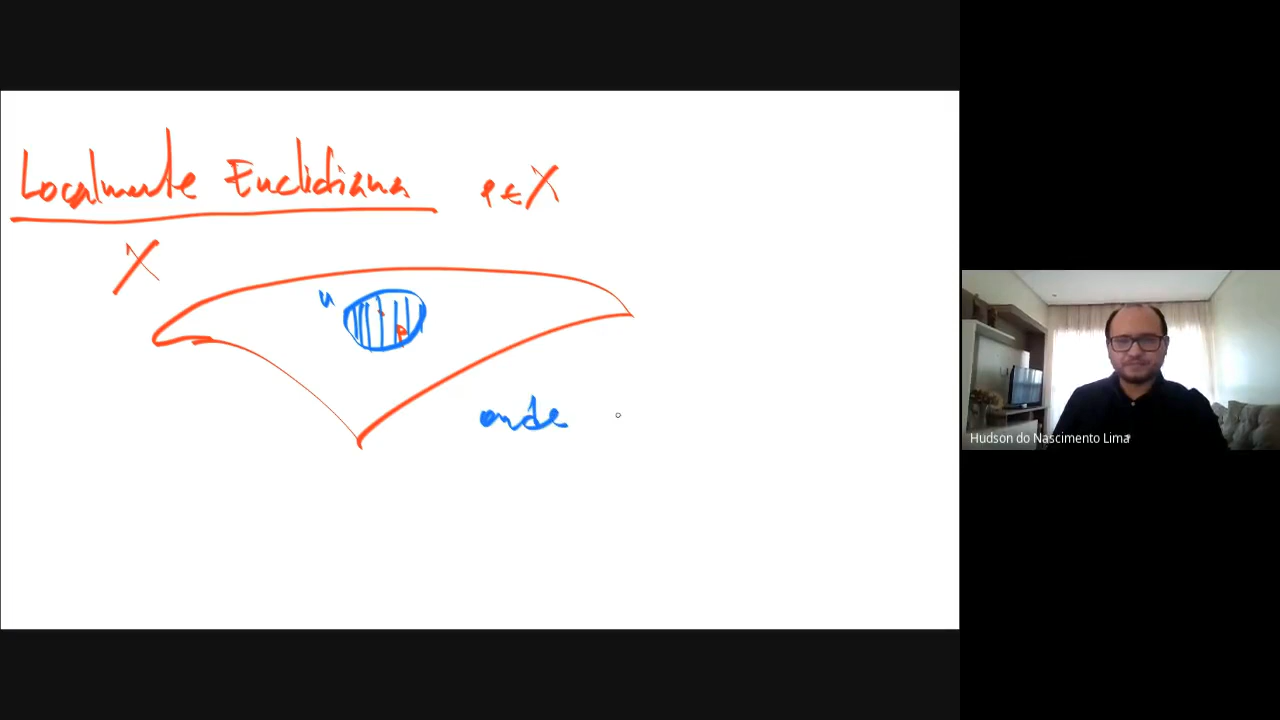 Localmente Euclidiana p ∈ X
X
u
p
onde
Hudson do Nascimento Lima